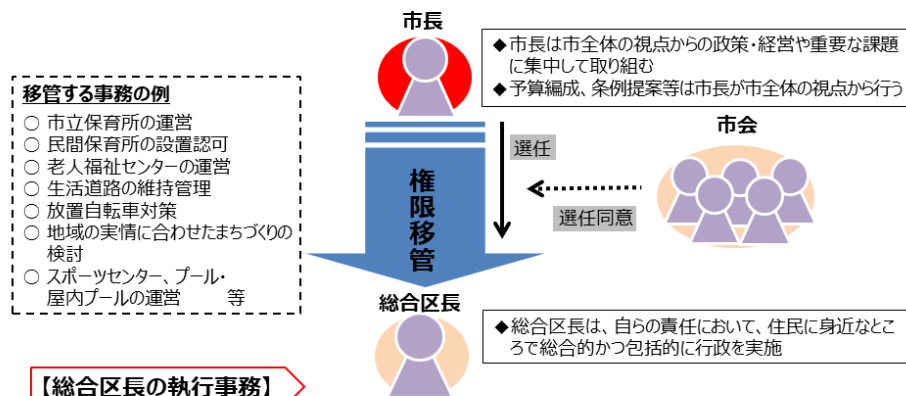 市長
◆市長は市全体の視点からの政策・経営や重要な課題
に集中して取り組む
◆予算編成、条例提案等は市長が市全体の視点から行う
移管する事務の例
○ 市立保育所の運営
○ 民間保育所の設置認可
○ 老人福祉センターの運営
○ 生活道路の維持管理
○ 放置自転車対策
○ 地域の実情に合わせたまちづくりの
検討
○ スポーツセンター、プール・
屋内プールの運営 等
権限移管
選任
市会
選任同意
総合区長
◆総合区長は、自らの責任において、住民に身近なとこ
ろで総合的かつ包括的に行政を実施
【総合区長の執行事務】